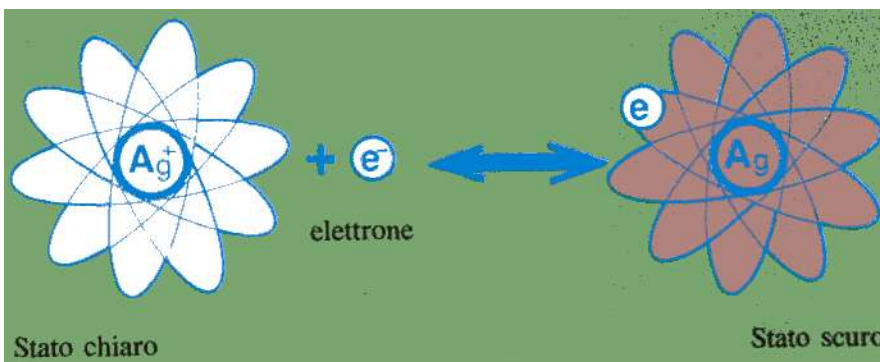 Ag+ + e- Ag e
elettrone
Stato chiaro Stato scuro